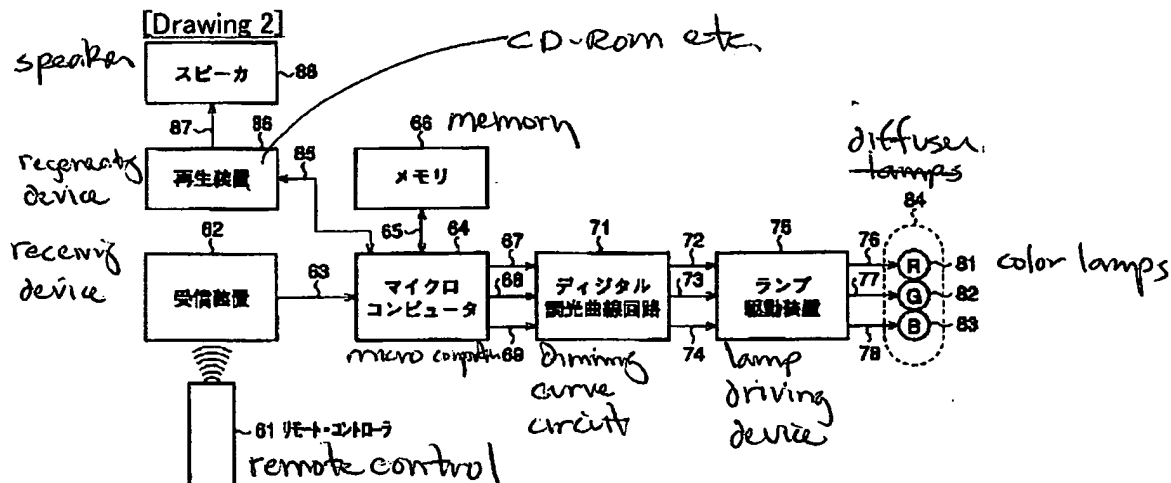 [Drawing 2]
CD-Rom etc.
speaker
スピーカ
88
87
86
66
memory
regenerating
device
再生装置
85
メモリ
diffuser
lamps
84
receiving
device
62
65
64
71
75
受信装置
63
マイクロ
コンピュータ
67
68
69
ディジタル
調光曲線回路
72
73
74
ランプ
駆動装置
76
77
78
R
G
B
81
82
83
color lamps
micro computer
dimming
curve
circuit
lamp
driving
device
61 リモート・コントローラ
remote control